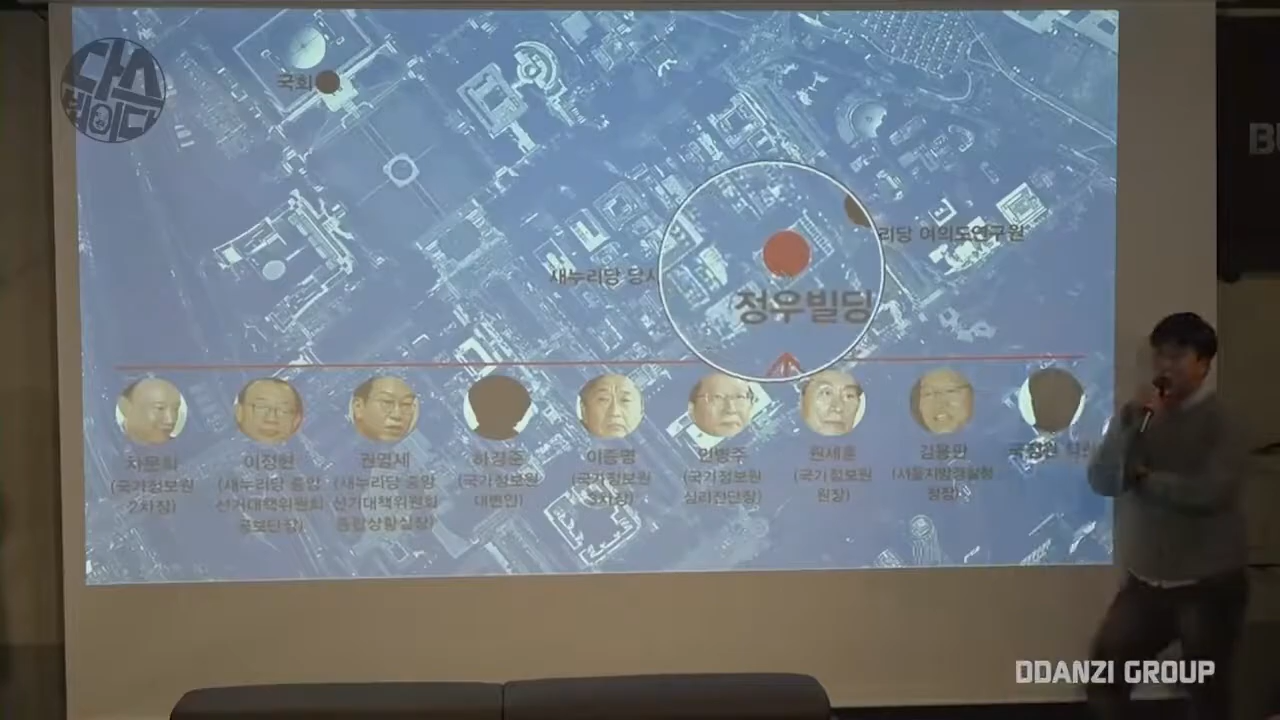 다스
뵈이다
국회
새누리당 당사
리당 여의도연구원
정우빌딩
차문희
(국가정보원
2차장)
이정현
(새누리당 중앙
선거대책위원회
공보단장)
권영세
(새누리당 중앙
선거대책위원회
종합상황실장)
하경준
(국가정보원
대변인)
이종명
(국가정보원
3차장)
민병주
(국가정보원
심리전단장)
원세훈
(국가정보원
원장)
김용판
(서울지방경찰청
청장)
국정원
DDANZI GROUP